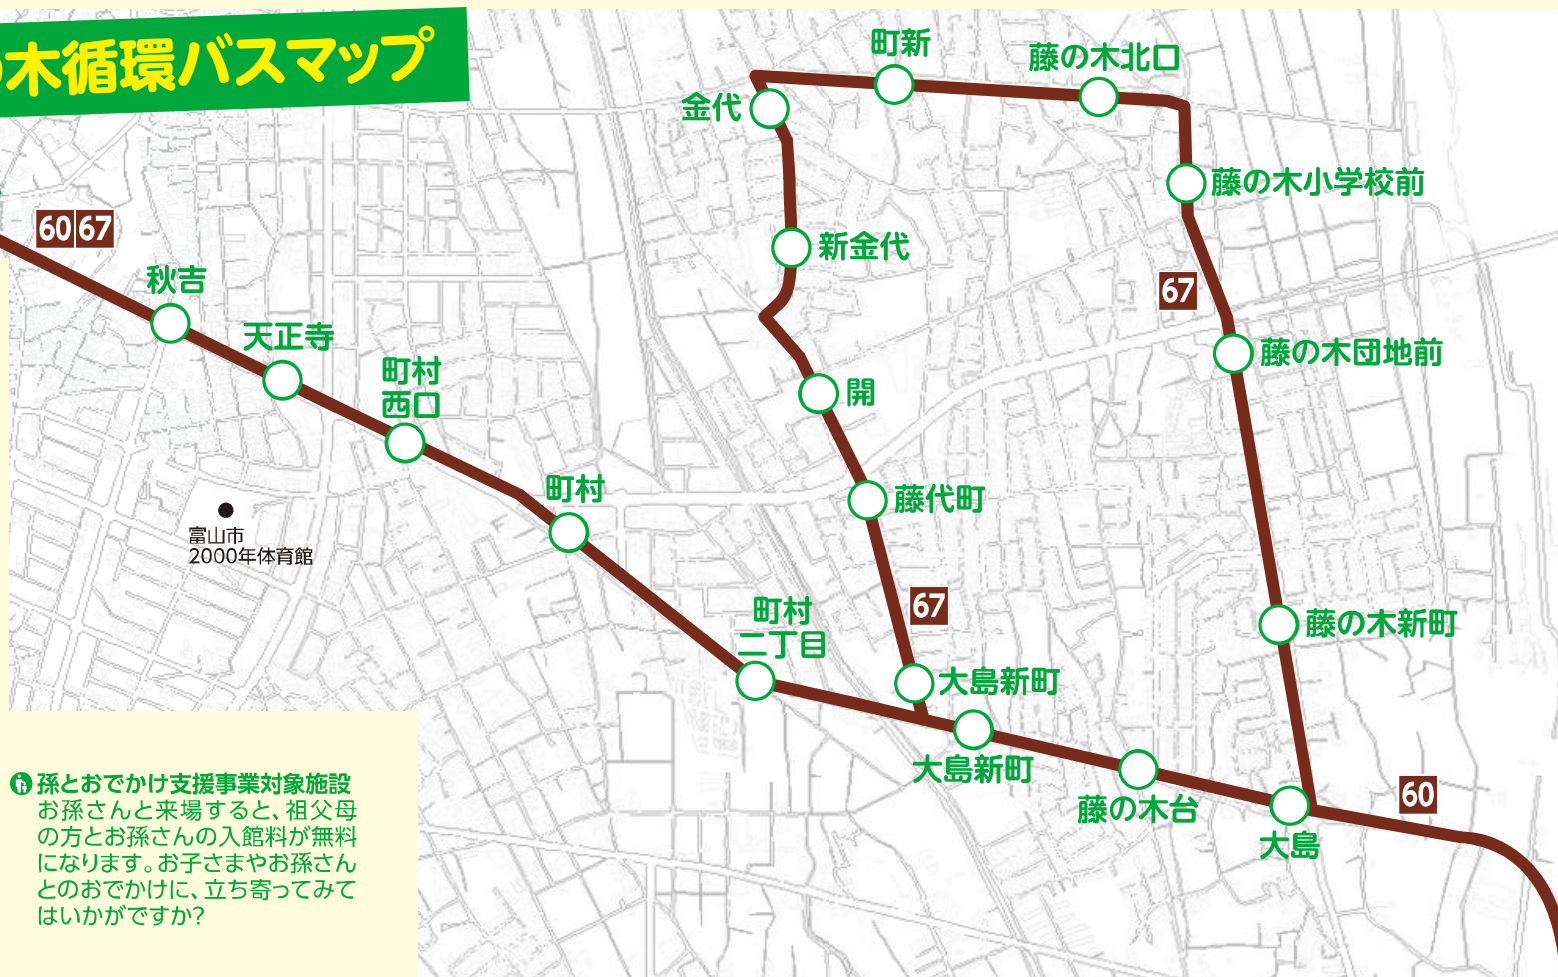 の木循環バスマップ
町新
藤の木北口
金代
藤の木小学校前
60 67
新金代
秋吉
67
天正寺
藤の木団地前
町村
西口
開
町村
藤代町
富山市
2000年体育館
67
町村
二丁目
藤の木新町
大島新町
大島新町
孫とおでかけ支援事業対象施設
お孫さんと来場すると、祖父母
の方とお孫さんの入館料が無料
になります。お子さまやお孫さん
とのおでかけに、立ち寄ってみて
はいかがですか?
藤の木台
60
大島